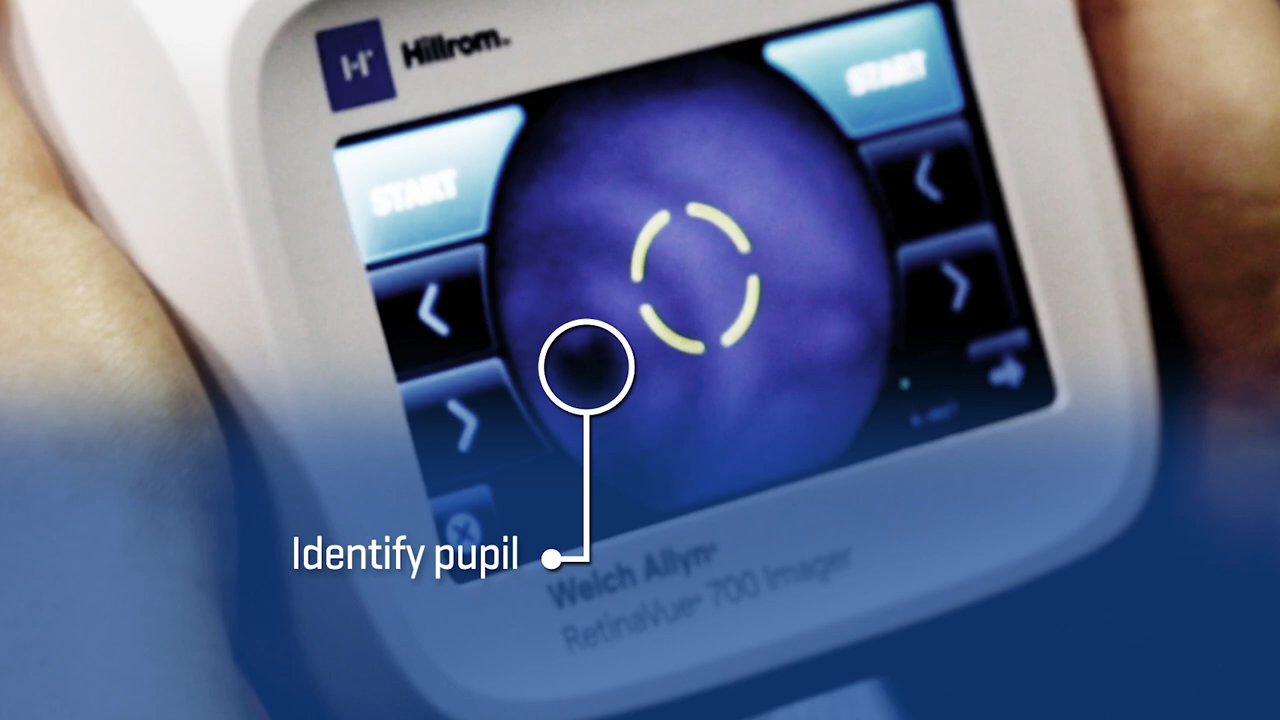 H
Hillrom.
START
START
Identify pupil
Welch Allyn®
RetinaVue® 700 Imager